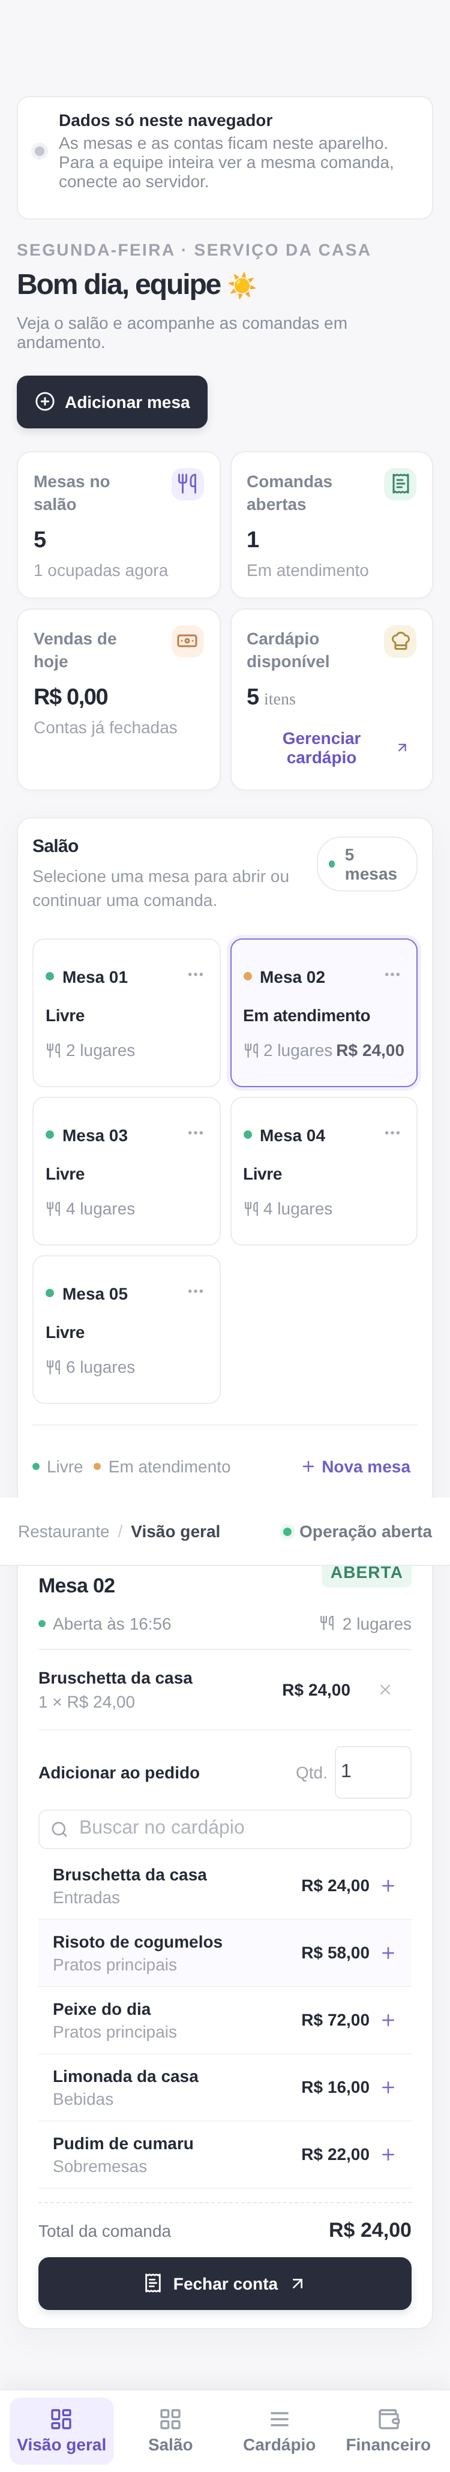 Dados só neste navegador
As mesas e as contas ficam neste aparelho.
Para a equipe inteira ver a mesma comanda,
conecte ao servidor.
SEGUNDA-FEIRA · SERVIÇO DA CASA
Bom dia, equipe ☀️
Veja o salão e acompanhe as comandas em
andamento.
Adicionar mesa
Mesas no
salão
5
1 ocupadas agora
Comandas
abertas
1
Em atendimento
Vendas de
hoje
R$ 0,00
Contas já fechadas
Cardápio
disponível
5 itens
Gerenciar
cardápio
Salão
Selecione uma mesa para abrir ou
continuar uma comanda.
5
mesas
Mesa 01
Livre
2 lugares
Mesa 02
Em atendimento
2 lugares R$ 24,00
Mesa 03
Livre
4 lugares
Mesa 04
Livre
4 lugares
Mesa 05
Livre
6 lugares
Livre Em atendimento + Nova mesa
Restaurante / Visão geral Operação aberta
Mesa 02 ABERTA
Aberta às 16:56 2 lugares
Bruschetta da casa
1 × R$ 24,00
R$ 24,00 ×
Adicionar ao pedido Qtd. 1
Buscar no cardápio
Bruschetta da casa
Entradas
R$ 24,00 +
Risoto de cogumelos
Pratos principais
R$ 58,00 +
Peixe do dia
Pratos principais
R$ 72,00 +
Limonada da casa
Bebidas
R$ 16,00 +
Pudim de cumaru
Sobremesas
R$ 22,00 +
Total da comanda R$ 24,00
Fechar conta
Visão geral Salão Cardápio Financeiro